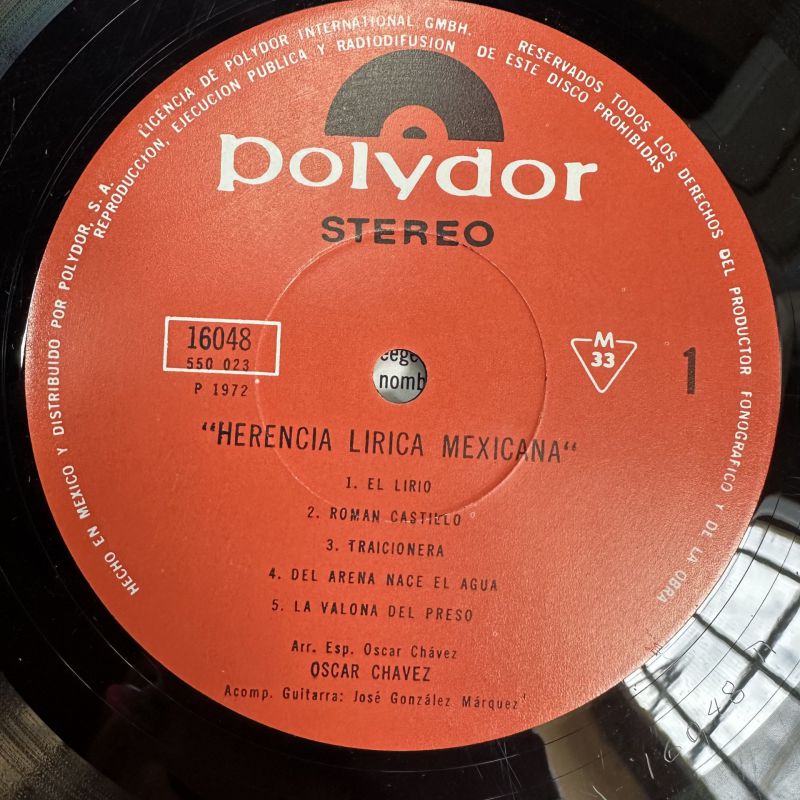 LICENCIA DE POLYDOR INTERNATIONAL GMBH. RESERVADOS TODOS LOS DERECHOS DEL PRODUCTOR FONOGRAFICO Y DE LA OBRA
REPRODUCCION, EJECUCION PUBLICA Y RADIODIFUSION DE ESTE DISCO PROHIBIDAS
HECHO EN MEXICO Y DISTRIBUIDO POR POLYDOR, S. A.
polydor
STEREO
16048
550 023
P 1972
M
33
1
nomb
"HERENCIA LIRICA MEXICANA"
1. EL LIRIO
2. ROMAN CASTILLO
3. TRAICIONERA
4. DEL ARENA NACE EL AGUA
5. LA VALONA DEL PRESO
Arr. Esp. Oscar Chávez
OSCAR CHAVEZ
Acomp. Guitarra: José González Márquez
16048